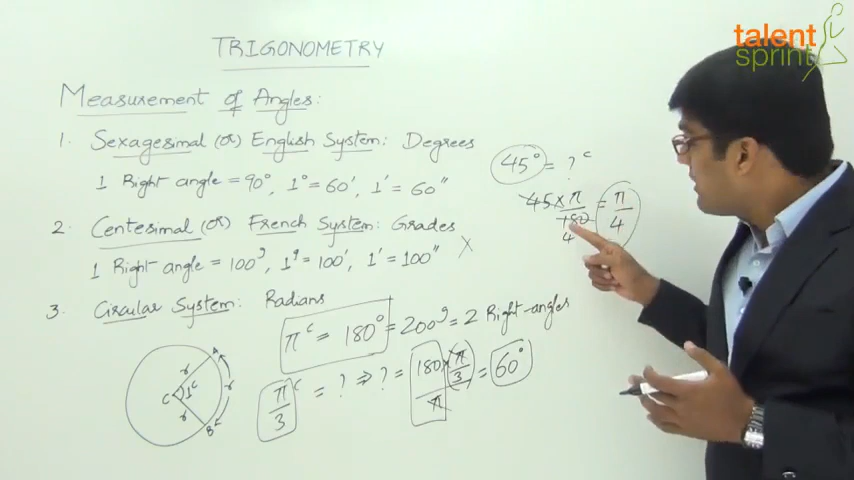 talent
sprint
TRIGONOMETRY
Measurement of Angles:
1. Sexagesimal (or) English System: Degrees
1 Right angle = 90°, 1° = 60', 1' = 60"
2. Centesimal (or) French System: Grades
1 Right angle = 100ᵍ, 1ᵍ = 100', 1' = 100" X
3. Circular System: Radians
πᶜ = 180° = 200ᵍ = 2 Right-angles
π/3ᶜ = ? ⇒ ? = 180/π × π/3 = 60°
45° = ?ᶜ
45 × π/180 = π/4
4
A
r
1ᶜ
C
r
r
B